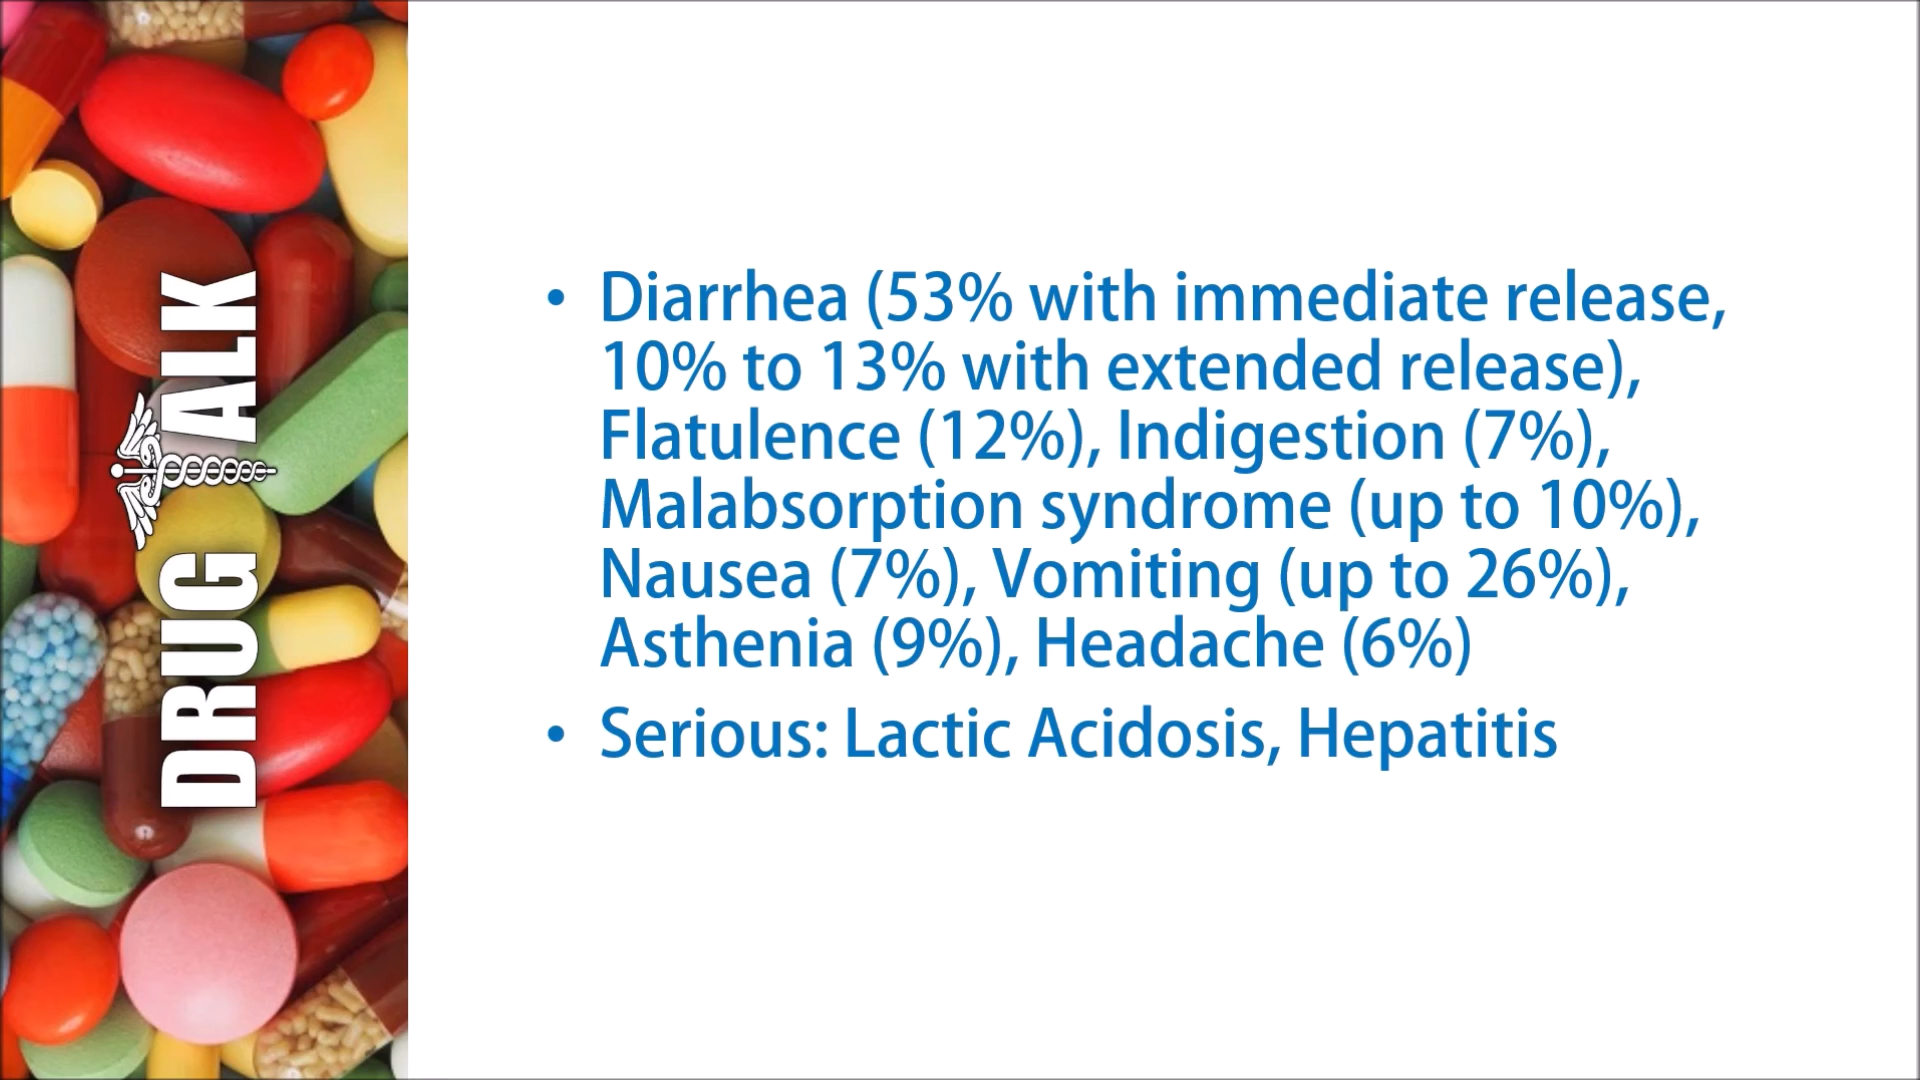 DRUG TALK
• Diarrhea (53% with immediate release,
10% to 13% with extended release),
Flatulence (12%), Indigestion (7%),
Malabsorption syndrome (up to 10%),
Nausea (7%), Vomiting (up to 26%),
Asthenia (9%), Headache (6%)
• Serious: Lactic Acidosis, Hepatitis